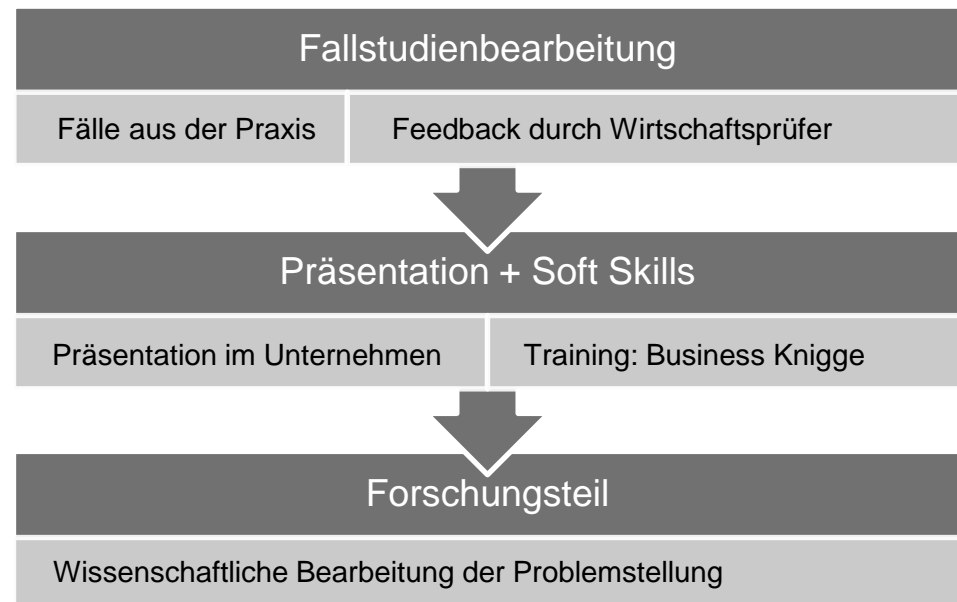 Fallstudienbearbeitung
Fälle aus der Praxis
Feedback durch Wirtschaftsprüfer
Präsentation + Soft Skills
Präsentation im Unternehmen
Training: Business Knigge
Forschungsteil
Wissenschaftliche Bearbeitung der Problemstellung